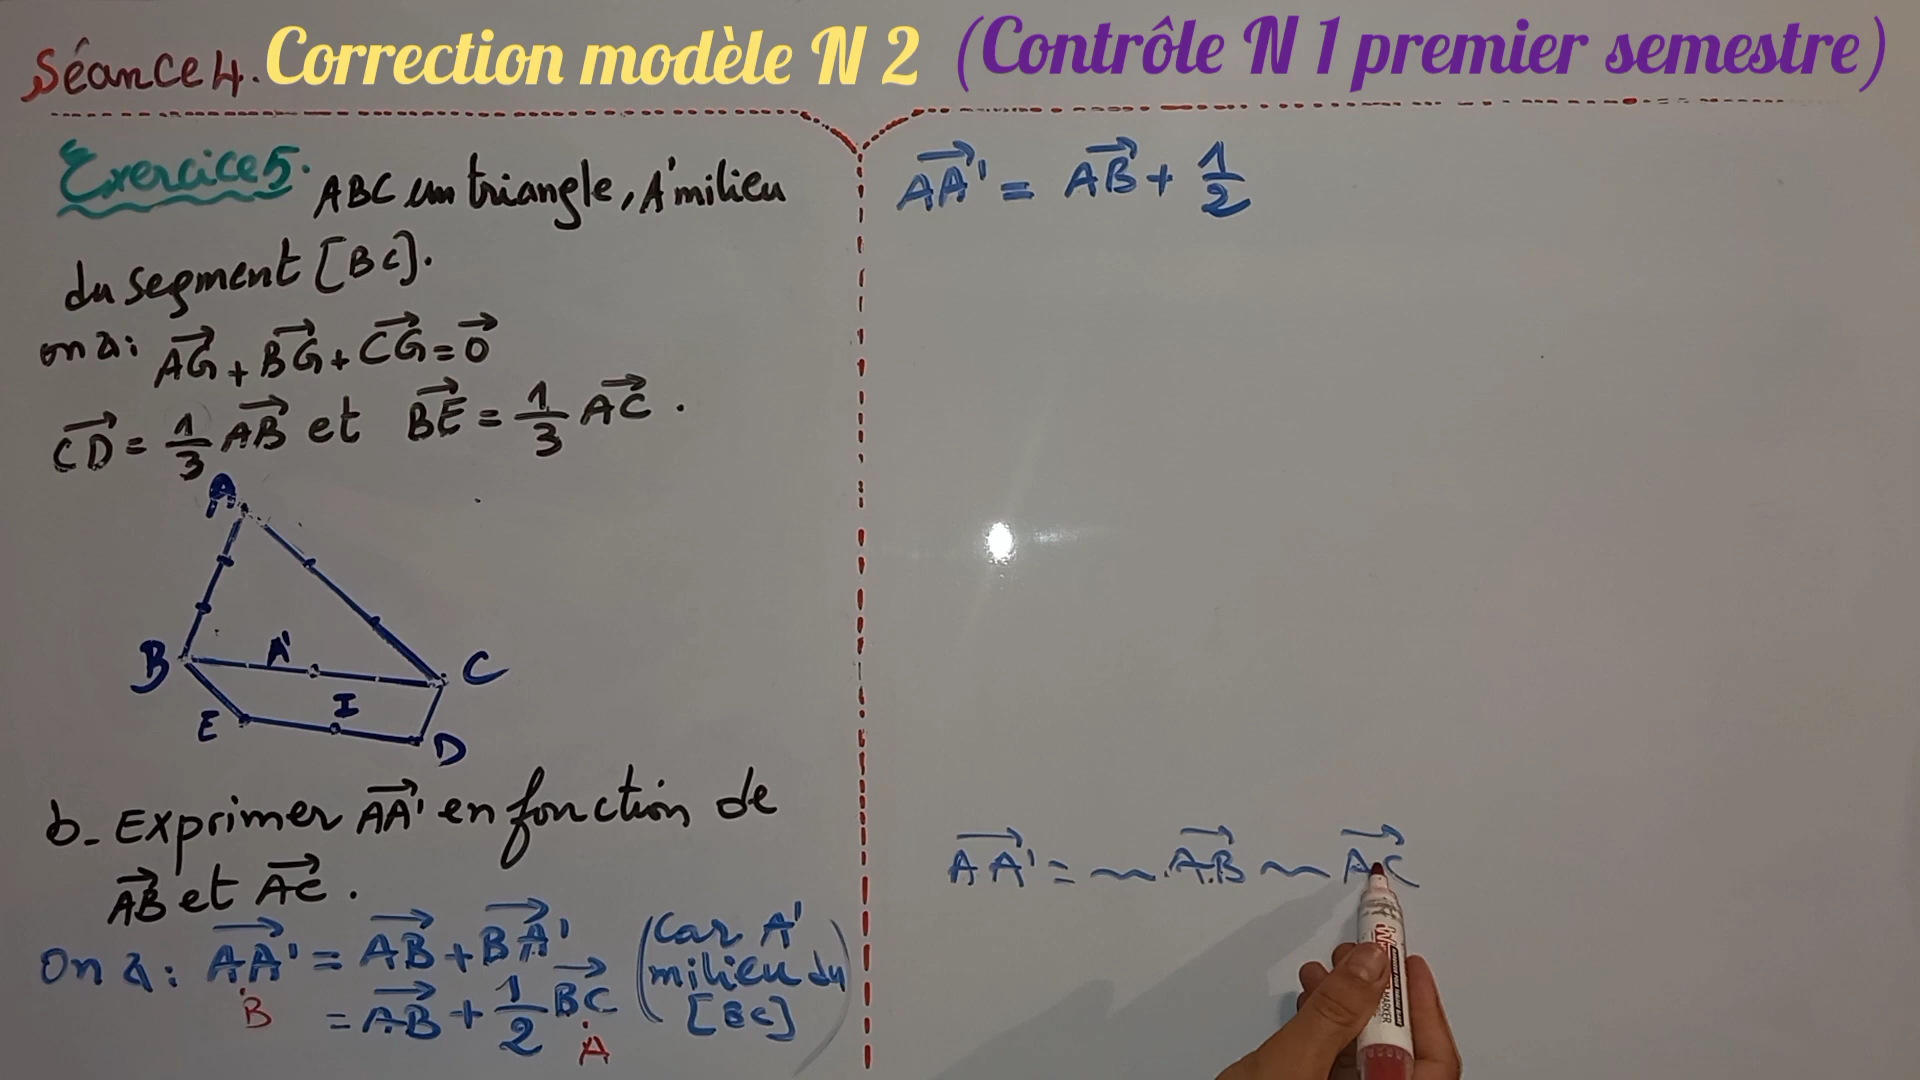 Séance 4. Correction modèle N 2 (Contrôle N 1 premier semestre)
Exercice 5. ABC un triangle, A' milieu
du segment [BC].
on a: AG⃗ + BG⃗ + CG⃗ = 0⃗
CD⃗ = 1/3 AB⃗ et BE⃗ = 1/3 AC⃗.
A
B A' C
I
E D
b- Exprimer AA'⃗ en fonction de
AB⃗ et AC⃗.
On a: AA'⃗ = AB⃗ + BA'⃗ (car A'
= AB⃗ + 1/2 BC⃗ milieu du
B A [BC])
AA'⃗ = AB⃗ + 1/2
AA'⃗ = ~ AB⃗ ~ AC⃗